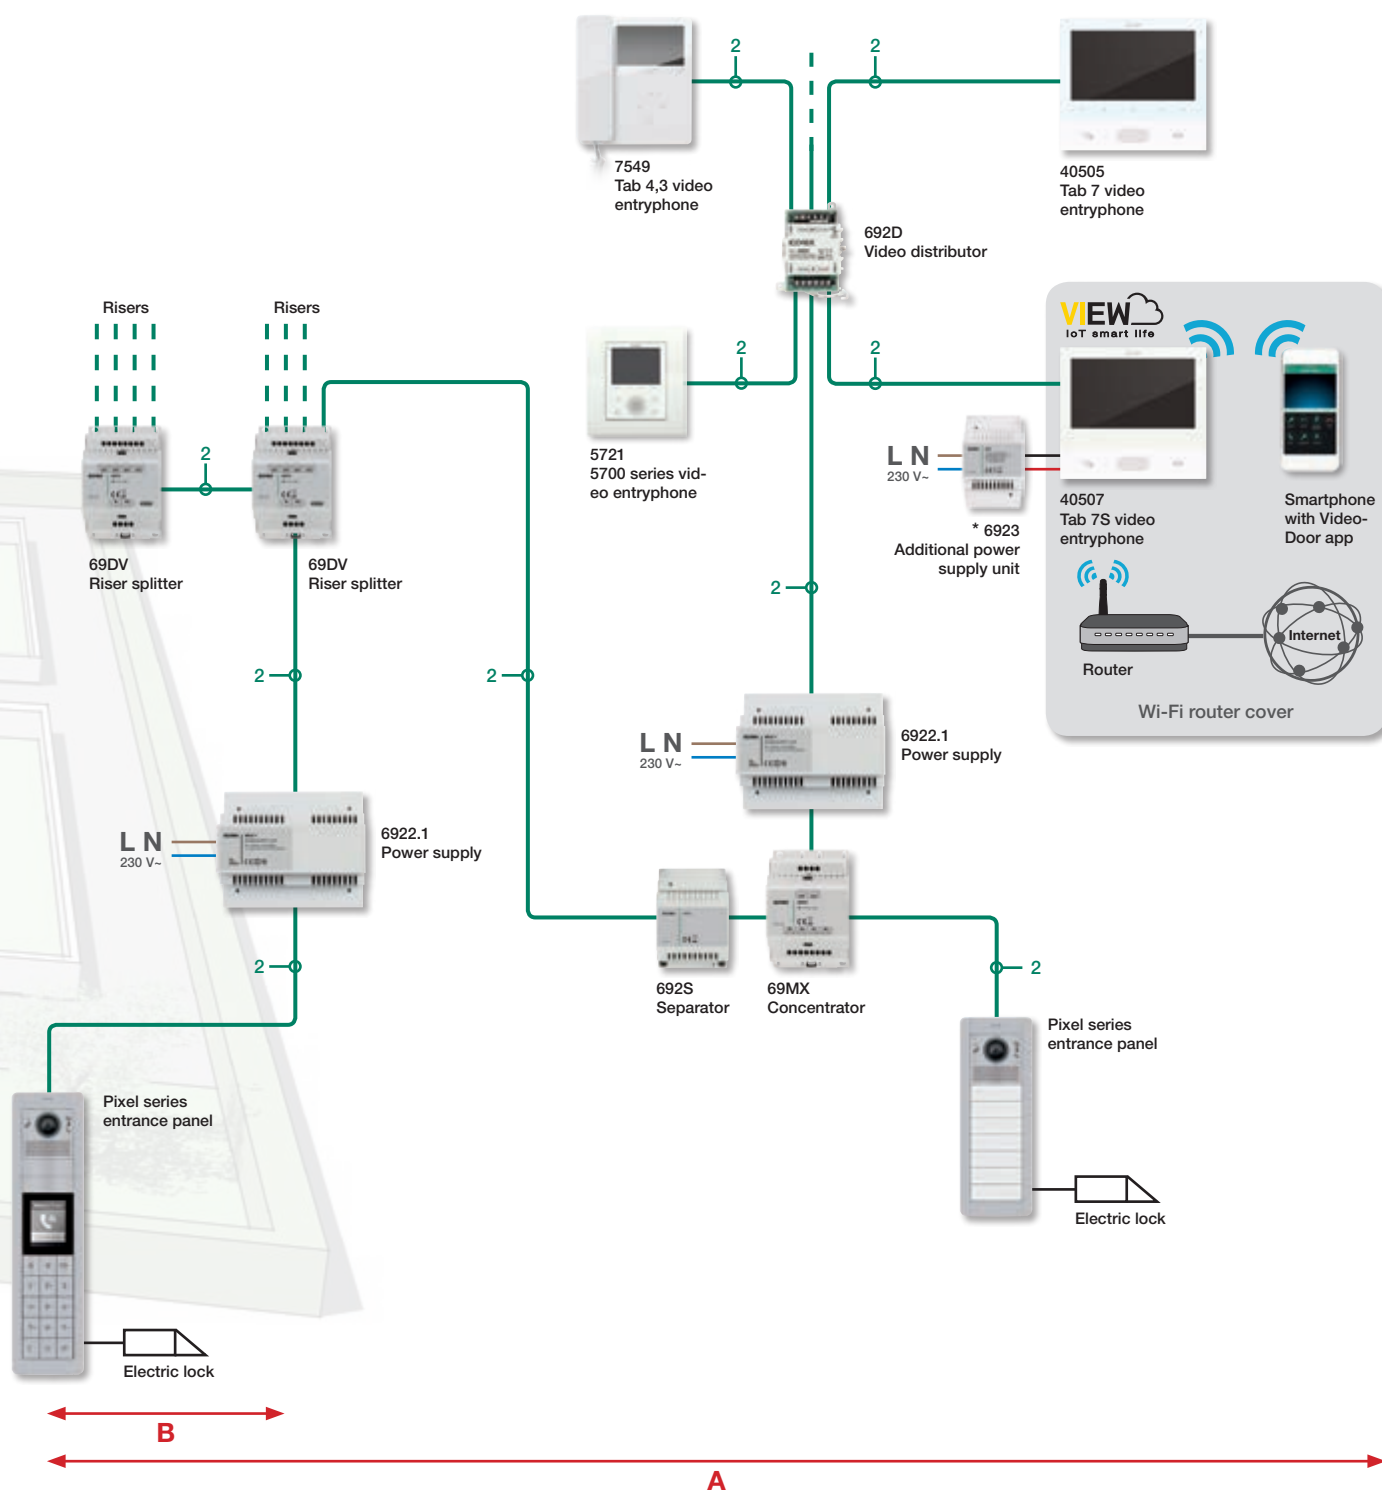 2
2
7549
Tab 4,3 video
entryphone
40505
Tab 7 video
entryphone
692D
Video distributor
Risers
Risers
VIEW
IoT smart life
2
2
2
5721
5700 series vid-
eo entryphone
L N
230 V~
* 6923
Additional power
supply unit
40507
Tab 7S video
entryphone
Smartphone
with Video-
Door app
69DV
Riser splitter
69DV
Riser splitter
2
Router
Internet
Wi-Fi router cover
2
2
L N
230 V~
6922.1
Power supply
L N
230 V~
6922.1
Power supply
2
692S
Separator
69MX
Concentrator
2
Pixel series
entrance panel
Pixel series
entrance panel
Electric lock
Electric lock
B
A